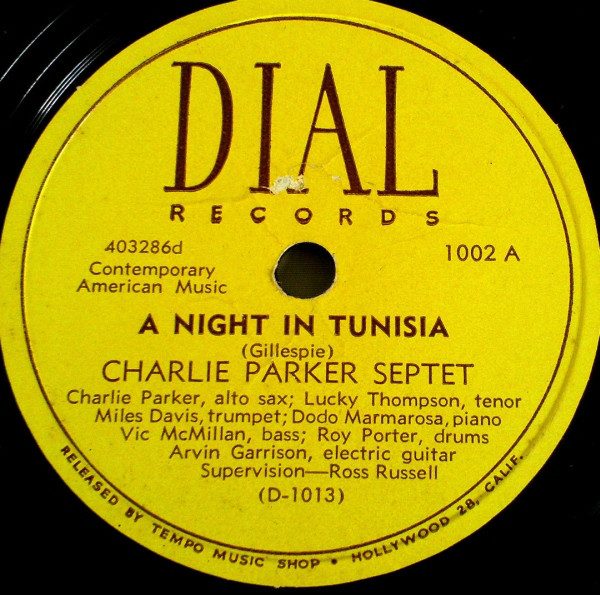 DIAL
RECORDS
403286d
1002 A
Contemporary
American Music
A NIGHT IN TUNISIA
(Gillespie)
CHARLIE PARKER SEPTET
Charlie Parker, alto sax; Lucky Thompson, tenor
Miles Davis, trumpet; Dodo Marmarosa, piano
Vic McMillan, bass; Roy Porter, drums
Arvin Garrison, electric guitar
Supervision—Ross Russell
(D-1013)
RELEASED BY TEMPO MUSIC SHOP • HOLLYWOOD 28, CALIF.